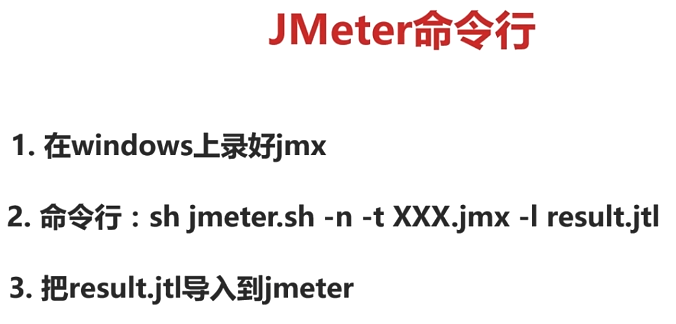 JMeter命令行
1. 在windows上录好jmx
2. 命令行：sh jmeter.sh -n -t XXX.jmx -l result.jtl
3. 把result.jtl导入到jmeter